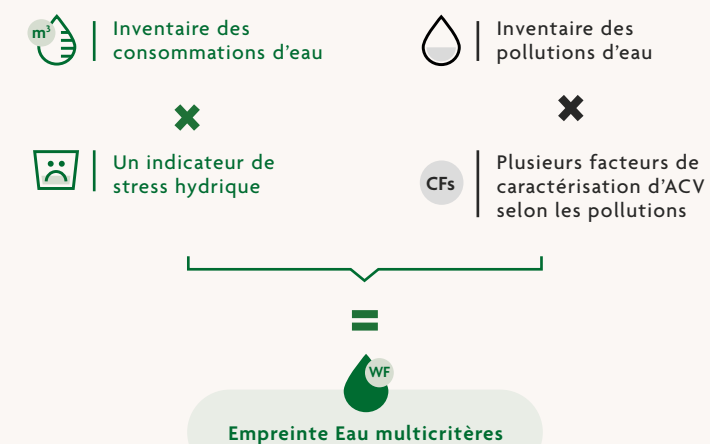 m³
Inventaire des
consommations d’eau
Inventaire des
pollutions d’eau
Un indicateur de
stress hydrique
CFs
Plusieurs facteurs de
caractérisation d’ACV
selon les pollutions
WF
Empreinte Eau multicritères